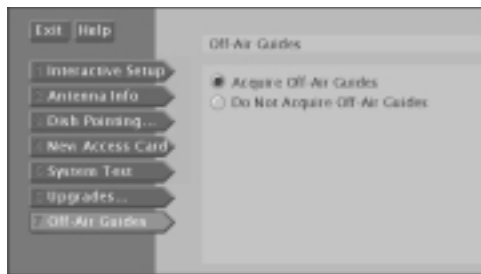 Exit Help
Off-Air Guides
Interactive Setup
Acquire Off-Air Guides
Antenna Info
Do Not Acquire Off-Air Guides
Dish Pointing...
New Access Card
System Test
Upgrades...
Off-Air Guides